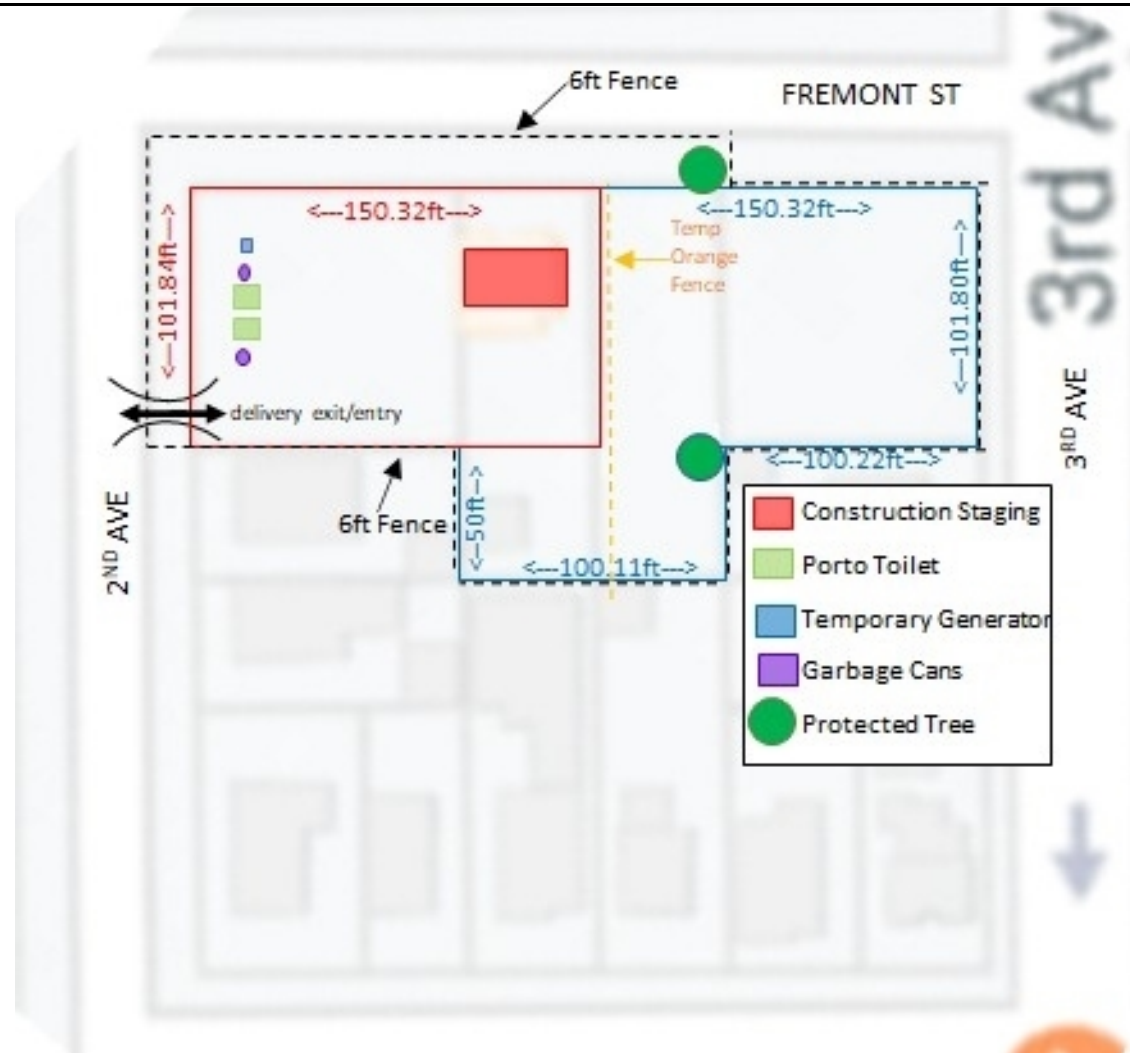 6ft Fence
FREMONT ST
3rd Av
<---150.32ft--->
<---150.32ft--->
Temp
Orange
Fence
<---101.84ft--->
<---101.80ft--->
delivery exit/entry
3RD AVE
<---100.22ft--->
<---50ft--->
6ft Fence
2ND AVE
<---100.11ft--->
Construction Staging
Porto Toilet
Temporary Generator
Garbage Cans
Protected Tree